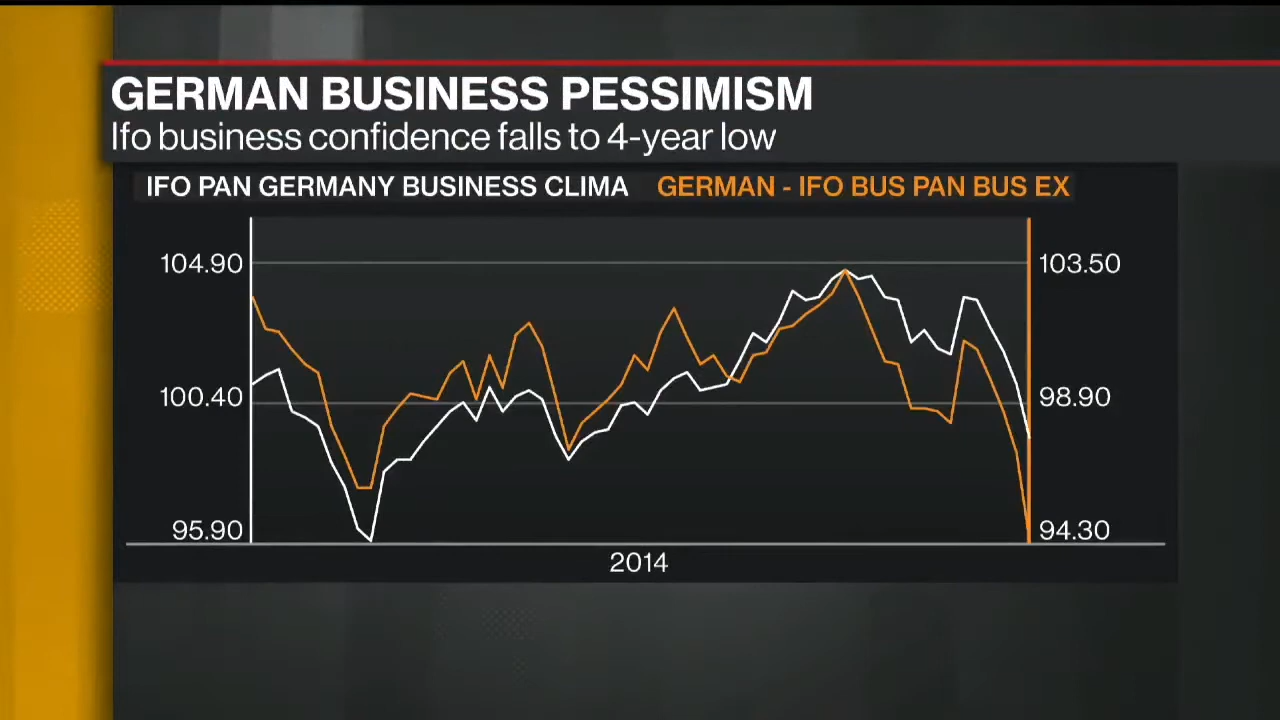 GERMAN BUSINESS PESSIMISM
Ifo business confidence falls to 4-year low
IFO PAN GERMANY BUSINESS CLIMA GERMAN - IFO BUS PAN BUS EX
104.90 103.50
100.40 98.90
95.90 94.30
2014